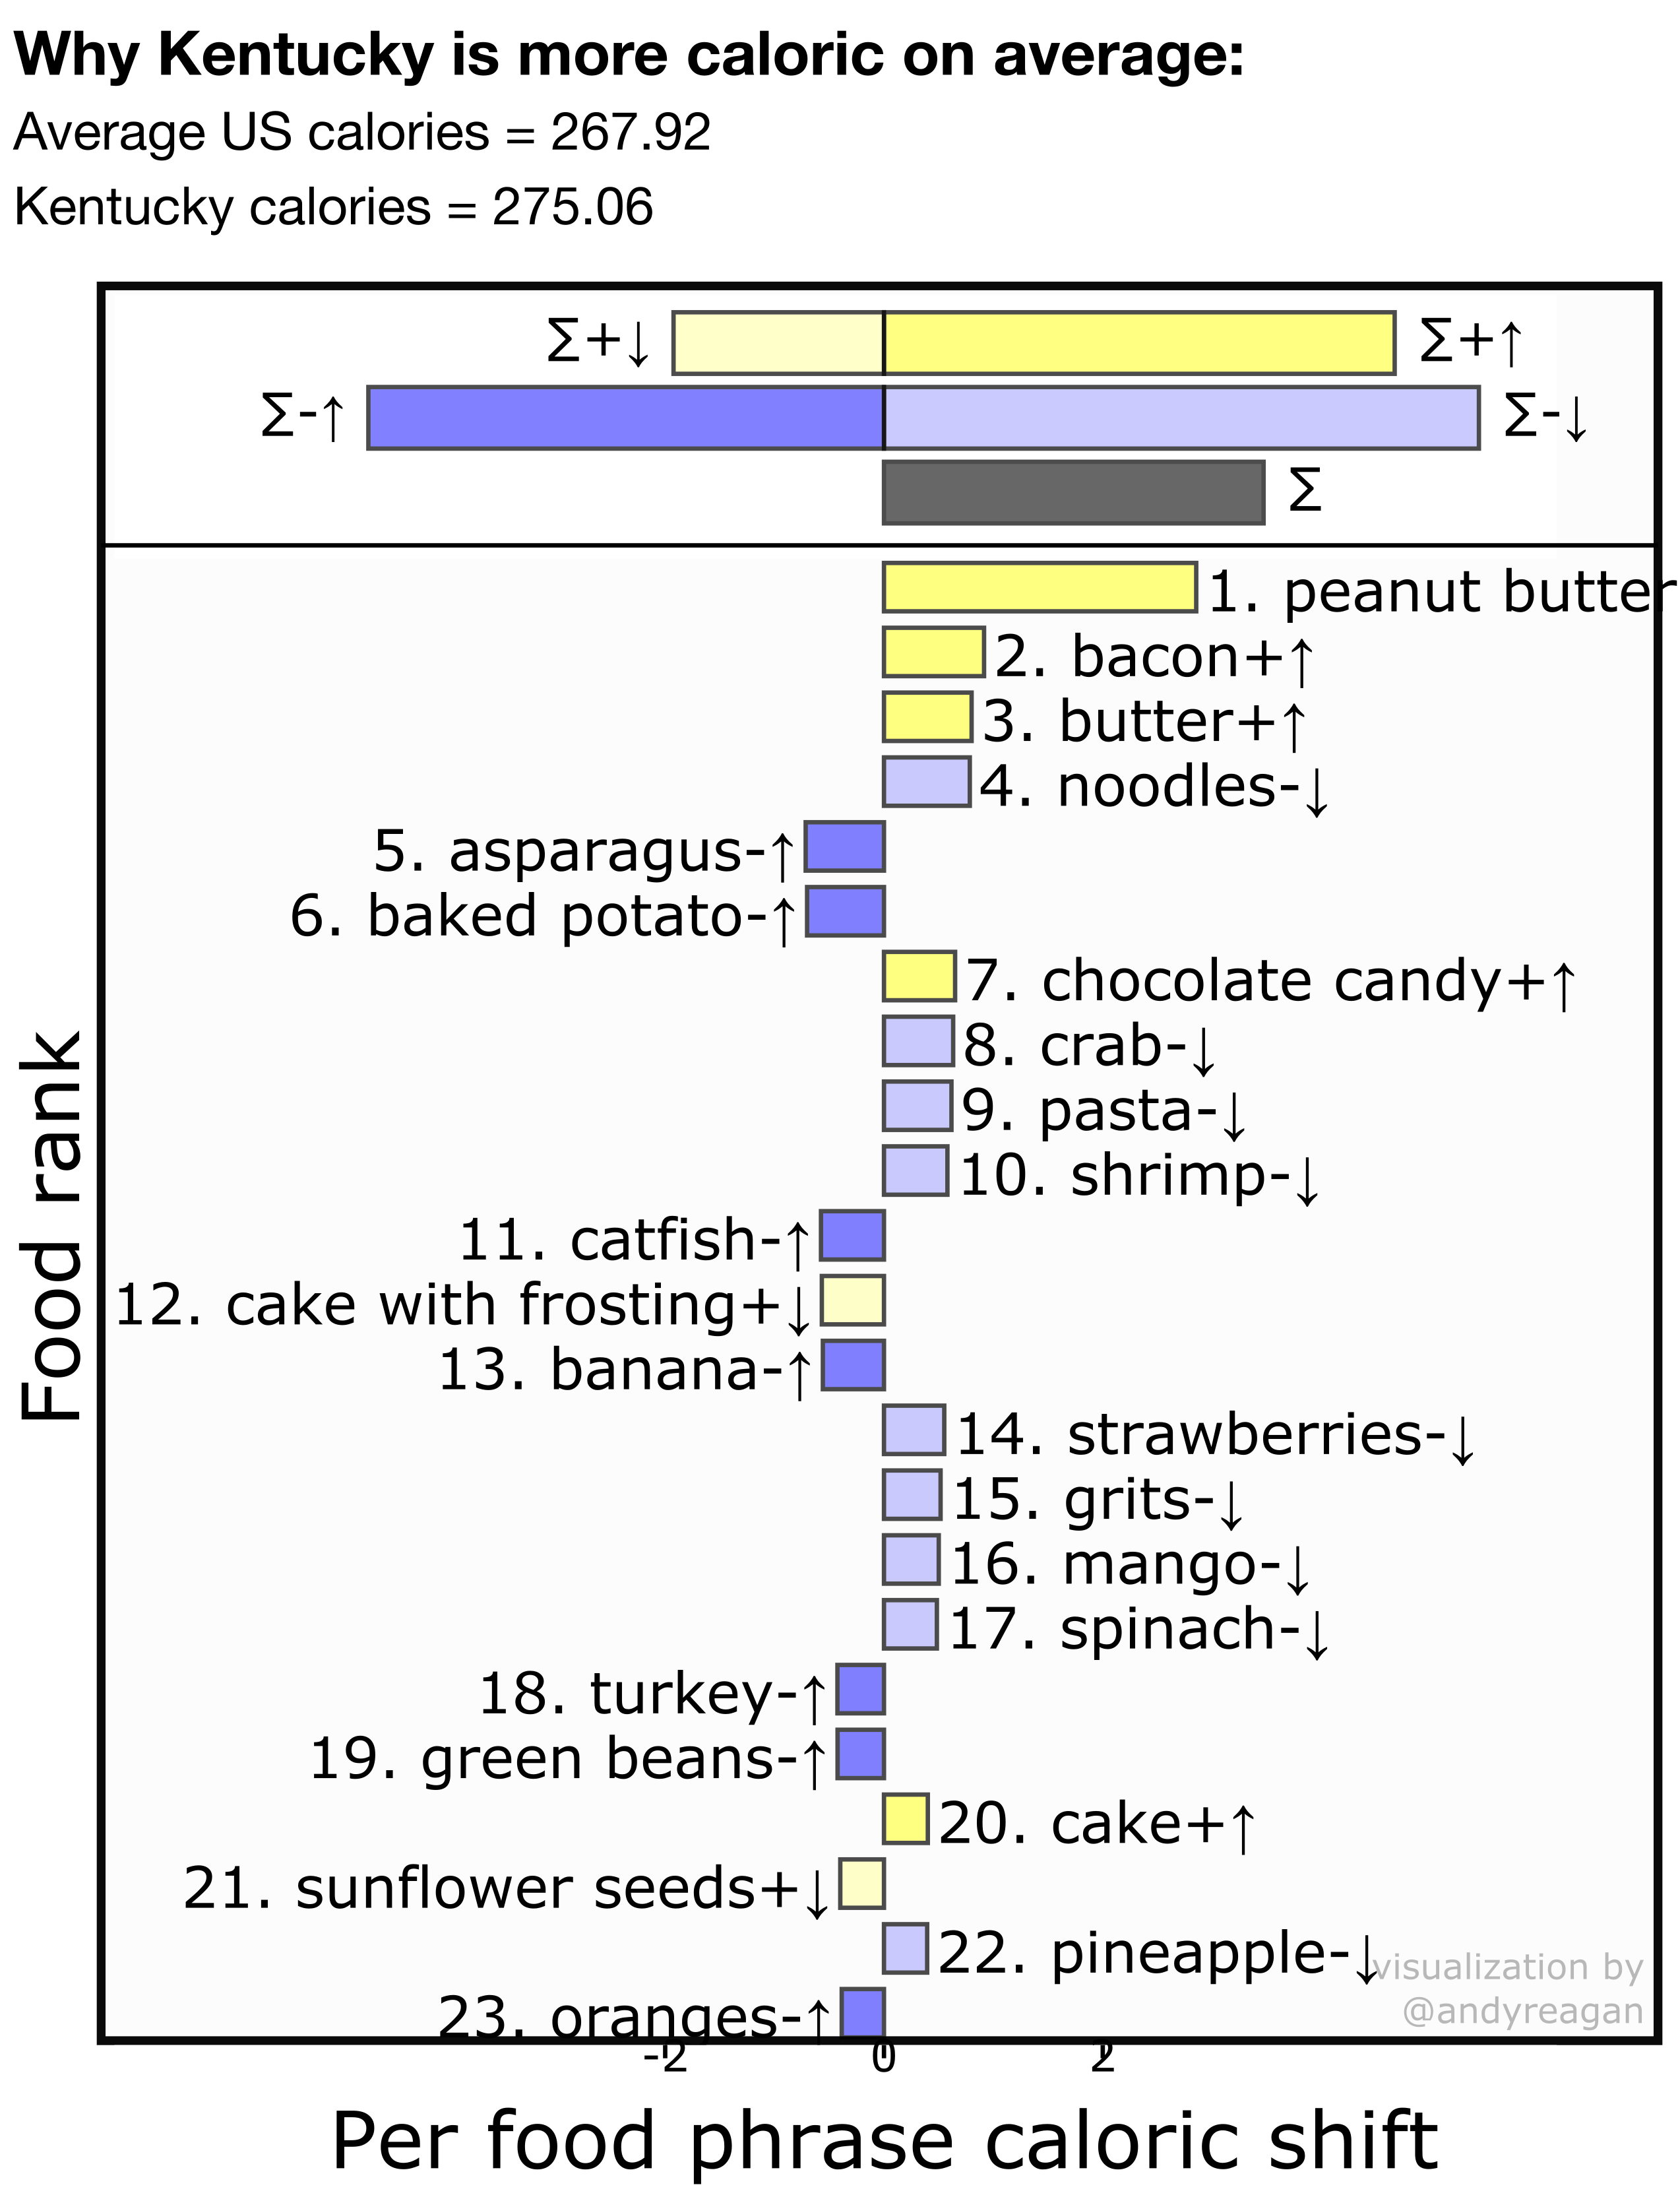 Why Kentucky is more caloric on average:
Average US calories = 267.92
Kentucky calories = 275.06
∑+↓
∑+↑
∑-↑
∑-↓
∑
1. peanut butter
2. bacon+↑
3. butter+↑
4. noodles-↓
5. asparagus-↑
6. baked potato-↑
7. chocolate candy+↑
8. crab-↓
9. pasta-↓
10. shrimp-↓
11. catfish-↑
12. cake with frosting+↓
13. banana-↑
14. strawberries-↓
15. grits-↓
16. mango-↓
17. spinach-↓
18. turkey-↑
19. green beans-↑
20. cake+↑
21. sunflower seeds+↓
22. pineapple-↓
23. oranges-↑
visualization by
@andyreagan
Food rank
-2 0 2
Per food phrase caloric shift